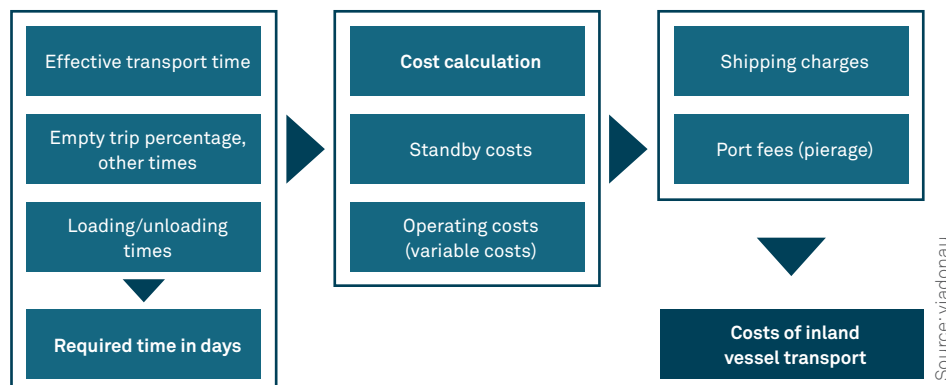 Effective transport time
Empty trip percentage,
other times
Loading/unloading
times
Required time in days
Cost calculation
Standby costs
Operating costs
(variable costs)
Shipping charges
Port fees (pierage)
Costs of inland
vessel transport
Source: viadonau